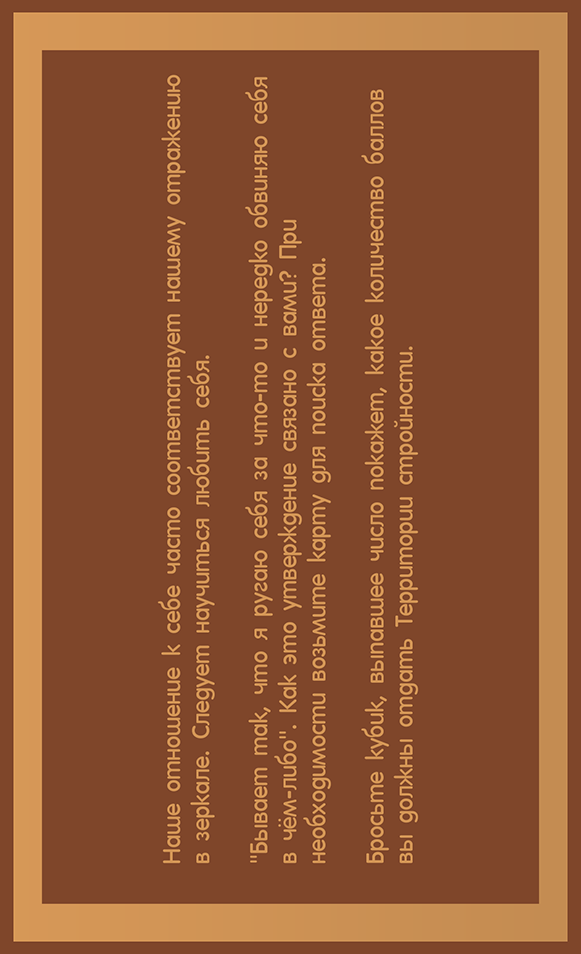 Наше отношение к себе часто соответствует нашему отражению
в зеркале. Следует научиться любить себя.
"Бывает так, что я ругаю себя за что-то и нередко обвиняю себя
в чём-либо". Как это утверждение связано с вами? При
необходимости возьмите карту для поиска ответа.
Бросьте кубик, выпавшее число покажет, какое количество баллов
вы должны отдать Территории стройности.